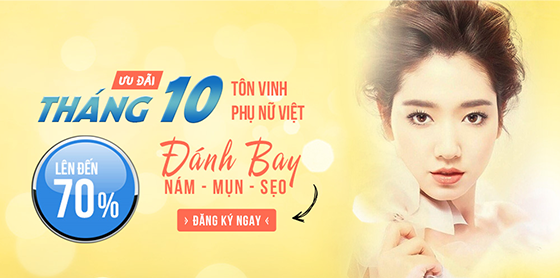 ƯU ĐÃI
THÁNG 10
TÔN VINH
PHỤ NỮ VIỆT
LÊN ĐẾN
70%
Đánh Bay
NÁM - MỤN - SẸO
› ĐĂNG KÝ NGAY ‹